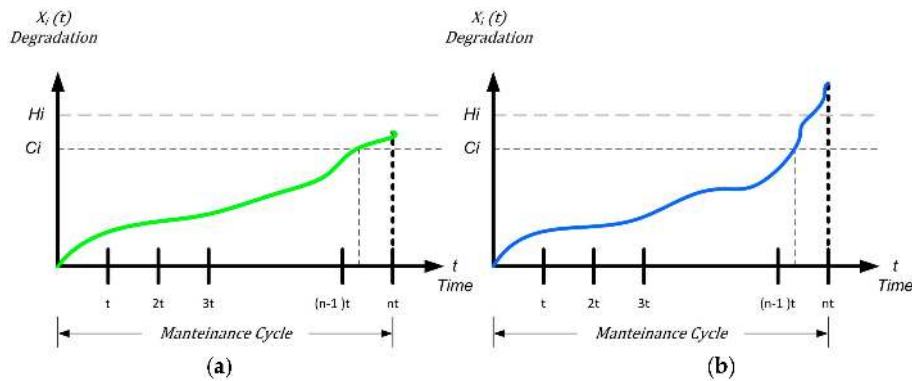 Xi (t)
Degradation
Hi
Ci
t
Time
t 2t 3t (n-1 )t nt
Manteinance Cycle
(a)
Xi (t)
Degradation
Hi
Ci
t
Time
t 2t 3t (n-1 )t nt
Manteinance Cycle
(b)